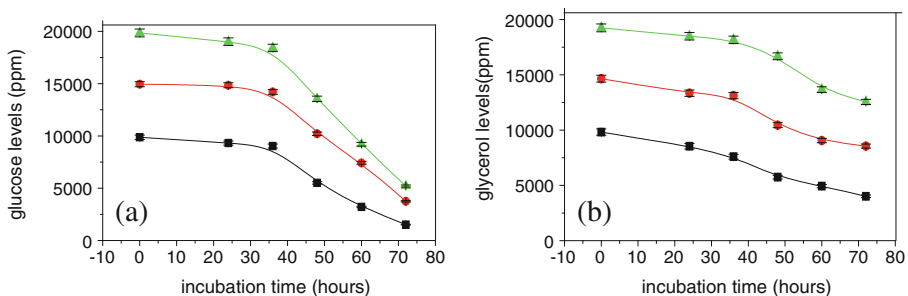 20000
15000
10000
5000
0
glucose levels (ppm)
(a)
-10 0 10 20 30 40 50 60 70 80
incubation time (hours)
20000
15000
10000
5000
0
glycerol levels(ppm)
(b)
-10 0 10 20 30 40 50 60 70 80
incubation time (hours)